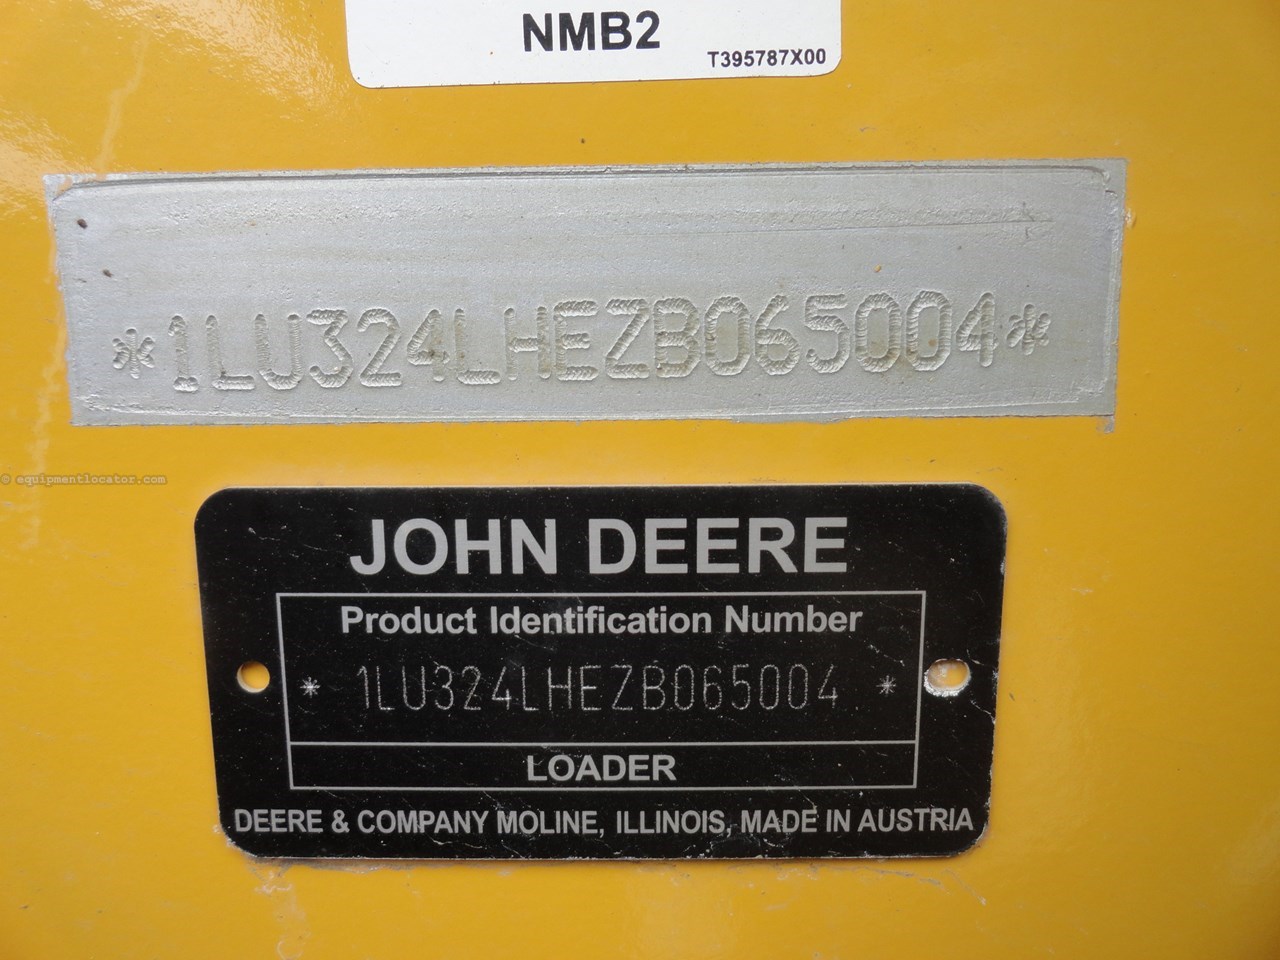 NMB2
T395787X00
*1LU324LHEZB065004*
© equipmentlocator.com
JOHN DEERE
Product Identification Number
* 1LU324LHEZB065004 *
LOADER
DEERE & COMPANY MOLINE, ILLINOIS, MADE IN AUSTRIA